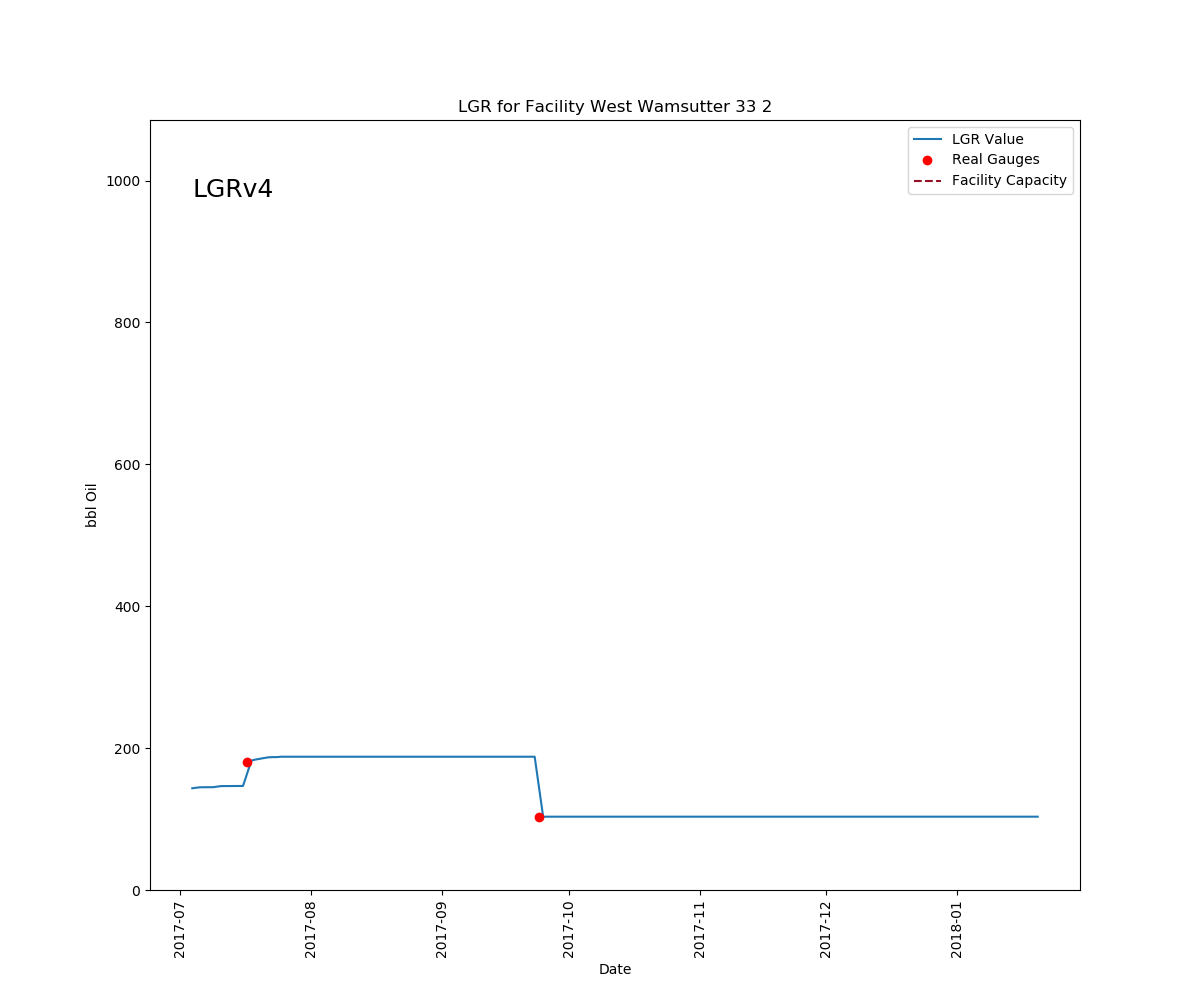 LGR for Facility West Wamsutter 33 2
LGR Value
Real Gauges
Facility Capacity
LGRv4
1000
800
600
400
200
0
bbl Oil
2017-07
2017-08
2017-09
2017-10
2017-11
2017-12
2018-01
Date